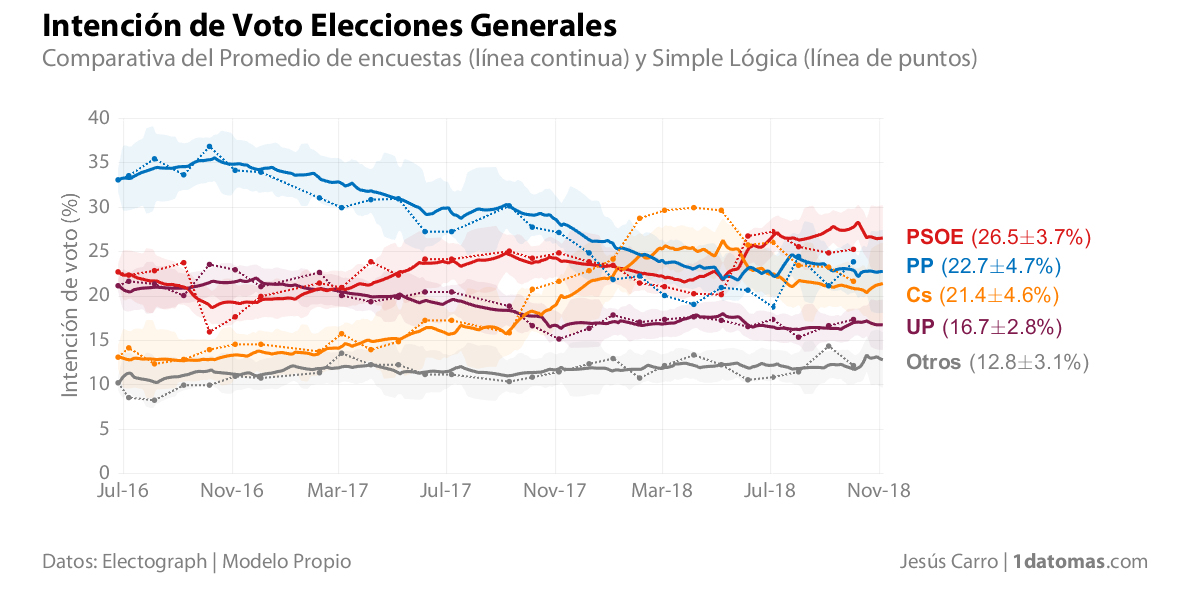 Intención de Voto Elecciones Generales
Comparativa del Promedio de encuestas (línea continua) y Simple Lógica (línea de puntos)
Intención de voto (%)
40
35
30
25
20
15
10
5
0
Jul-16 Nov-16 Mar-17 Jul-17 Nov-17 Mar-18 Jul-18 Nov-18
PSOE (26.5±3.7%)
PP (22.7±4.7%)
Cs (21.4±4.6%)
UP (16.7±2.8%)
Otros (12.8±3.1%)
Datos: Electograph | Modelo Propio
Jesús Carro | 1datomas.com